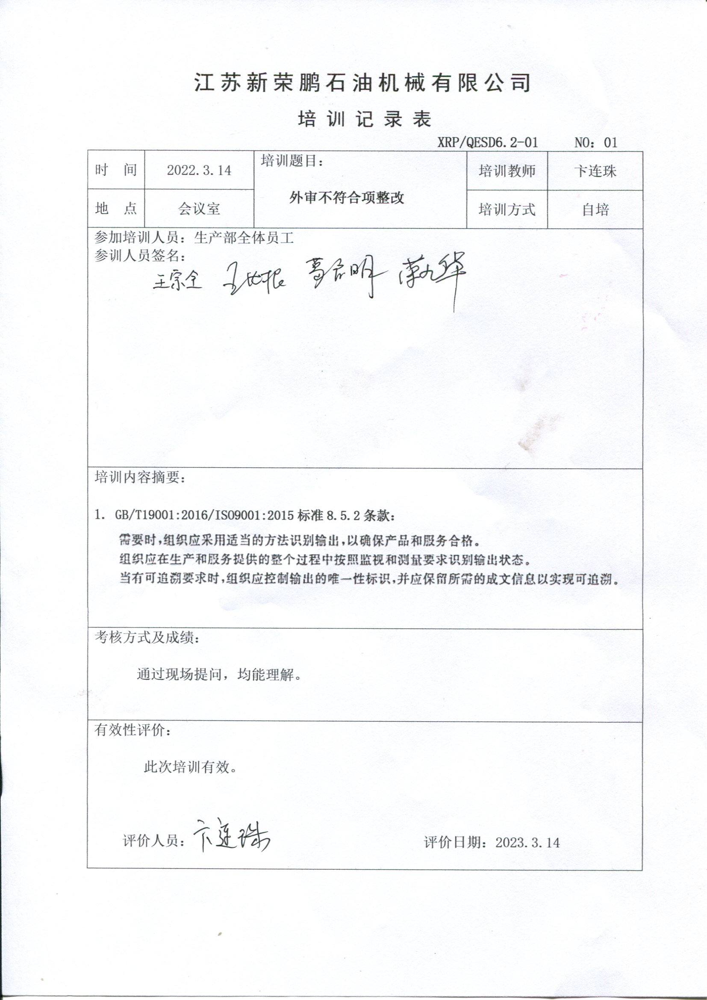 江苏新荣鹏石油机械有限公司
培训记录表
XRP/QESD6.2-01 NO：01
时 间 2022.3.14 培训题目： 培训教师 卞连珠
外审不符合项整改
地 点 会议室 培训方式 自培
参加培训人员：生产部全体员工
参训人员签名：
王宗全 葛启明
培训内容摘要：
1. GB/T19001:2016/ISO9001:2015 标准 8.5.2 条款：
需要时,组织应采用适当的方法识别输出,以确保产品和服务合格。
组织应在生产和服务提供的整个过程中按照监视和测量要求识别输出状态。
当有可追溯要求时,组织应控制输出的唯一性标识,并应保留所需的成文信息以实现可追溯。
考核方式及成绩：
通过现场提问，均能理解。
有效性评价：
此次培训有效。
评价人员：卞连珠 评价日期：2023.3.14